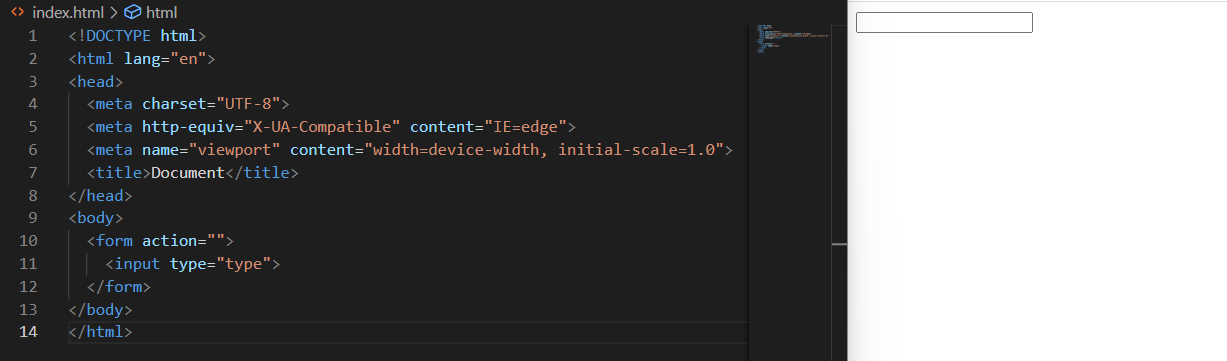 index.html > html
1 <!DOCTYPE html>
2 <html lang="en">
3 <head>
4   <meta charset="UTF-8">
5   <meta http-equiv="X-UA-Compatible" content="IE=edge">
6   <meta name="viewport" content="width=device-width, initial-scale=1.0">
7   <title>Document</title>
8 </head>
9 <body>
10   <form action="">
11     <input type="type">
12   </form>
13 </body>
14 </html>